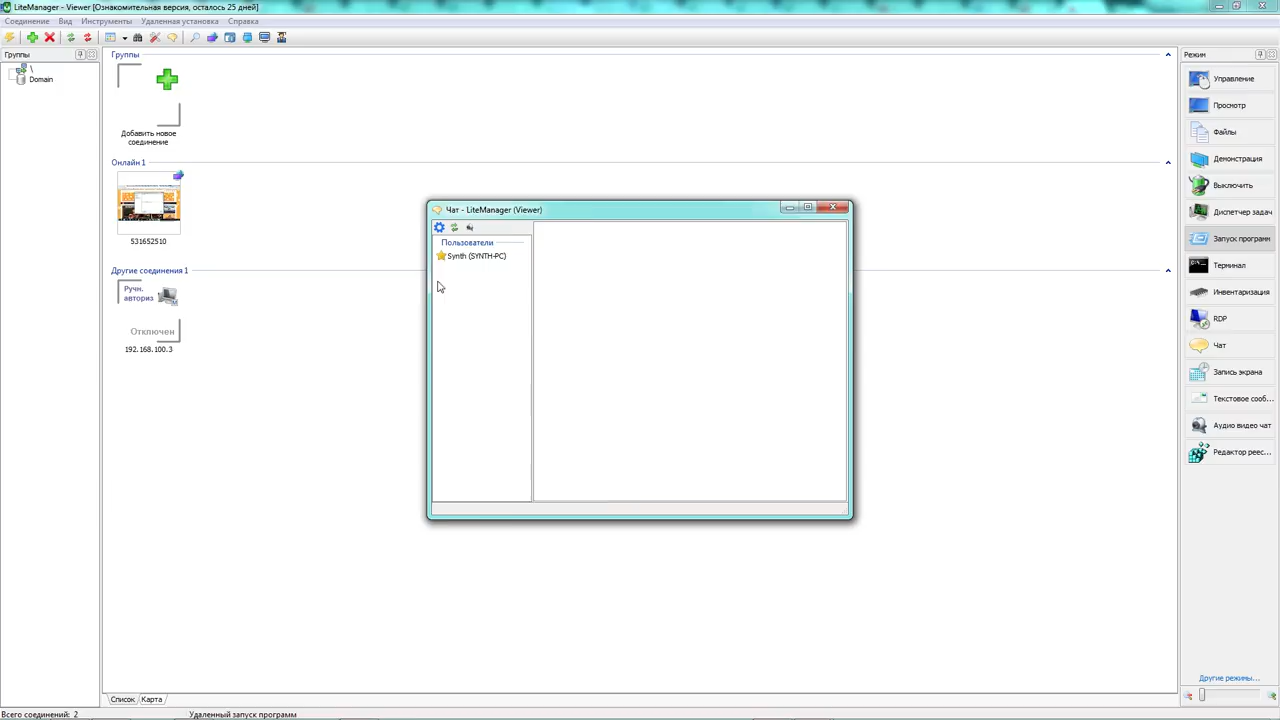 LiteManager - Viewer [Ознакомительная версия, осталось 25 дней]
Соединение Вид Инструменты Удаленная установка Справка
Группы
\
Domain
Группы
Добавить новое
соединение
Онлайн 1
531652510
Другие соединения 1
Ручн.
авториз
Отключен
192.168.100.3
Чат - LiteManager (Viewer)
Пользователи
Synth (SYNTH-PC)
Режим
Управление
Просмотр
Файлы
Демонстрация
Выключить
Диспетчер задач
Запуск программ
Терминал
Инвентаризация
RDP
Чат
Запись экрана
Текстовое сооб...
Аудио видео чат
Редактор реес...
Другие режимы...
Список Карта
Всего соединений: 2 Удаленный запуск программ